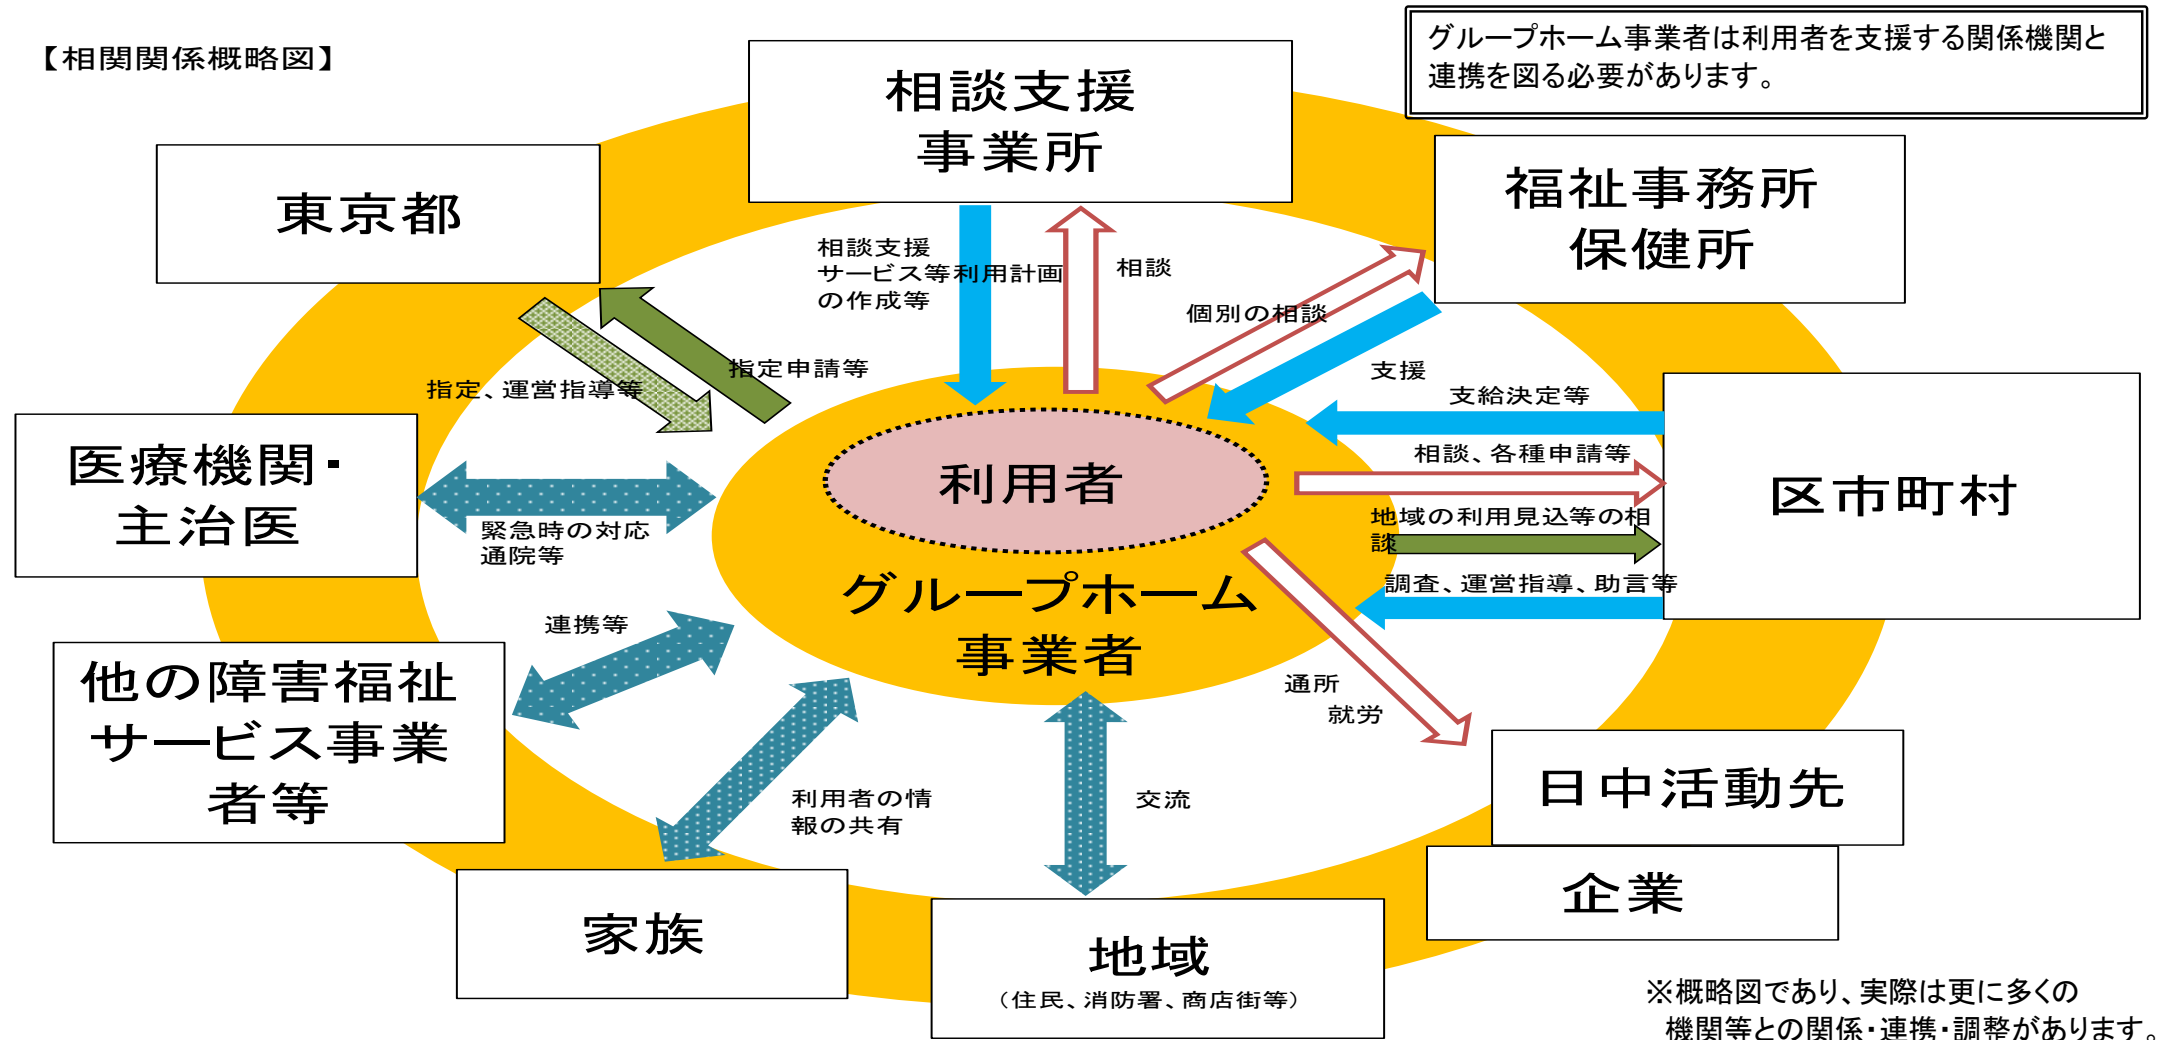 【相関関係概略図】
グループホーム事業者は利用者を支援する関係機関と
連携を図る必要があります。
相談支援
事業所
東京都
福祉事務所
保健所
相談支援
サービス等利用計画
の作成等
相談
個別の相談
支援
指定申請等
指定、運営指導等
支給決定等
相談、各種申請等
区市町村
地域の利用見込等の相
談
調査、運営指導、助言等
医療機関・
主治医
緊急時の対応
通院等
利用者
グループホーム
事業者
連携等
他の障害福祉
サービス事業
者等
通所
就労
利用者の情
報の共有
交流
日中活動先
企業
家族
地域
（住民、消防署、商店街等）
※概略図であり、実際は更に多くの
機関等との関係・連携・調整があります。